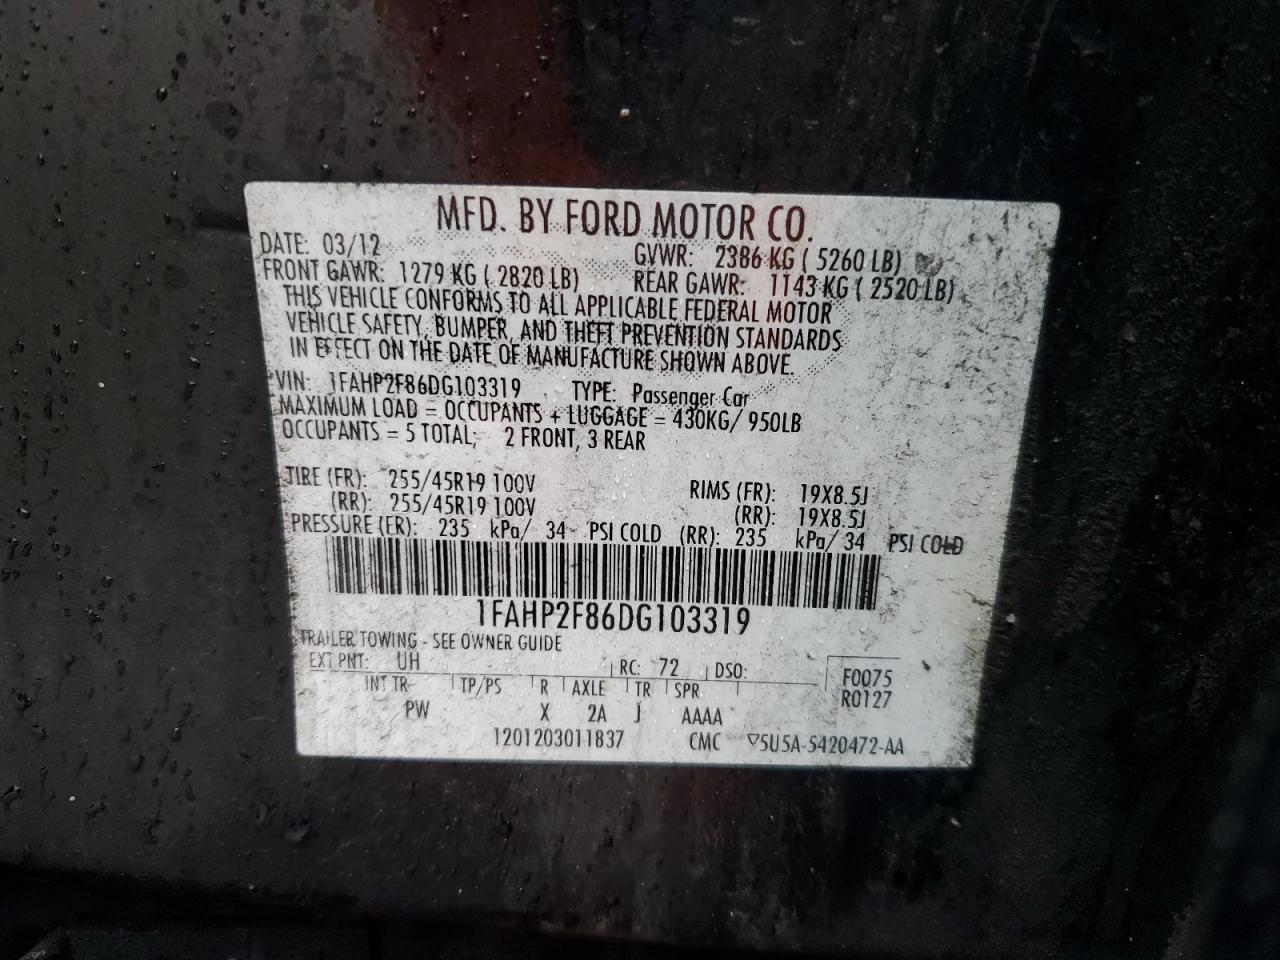 MFD. BY FORD MOTOR CO.
DATE: 03/12 GVWR: 2386 KG ( 5260 LB)
FRONT GAWR: 1279 KG ( 2820 LB) REAR GAWR: 1143 KG ( 2520 LB)
THIS VEHICLE CONFORMS TO ALL APPLICABLE FEDERAL MOTOR
VEHICLE SAFETY, BUMPER, AND THEFT PREVENTION STANDARDS
IN EFFECT ON THE DATE OF MANUFACTURE SHOWN ABOVE.
VIN: 1FAHP2F86DG103319 TYPE: Passenger Car
MAXIMUM LOAD = OCCUPANTS + LUGGAGE = 430KG/ 950LB
OCCUPANTS = 5 TOTAL; 2 FRONT, 3 REAR
TIRE (FR): 255/45R19 100V RIMS (FR): 19X8.5J
(RR): 255/45R19 100V (RR): 19X8.5J
PRESSURE (FR): 235 kPa/ 34 PSI COLD (RR): 235 kPa/ 34 PSI COLD
1FAHP2F86DG103319
TRAILER TOWING - SEE OWNER GUIDE
EXT PNT: UH RC: 72 DSO: F0075
INT TR TP/PS R AXLE TR SPR R0127
PW X 2A J AAAA
1201203011837 CMC ▽5U5A-5420472-AA